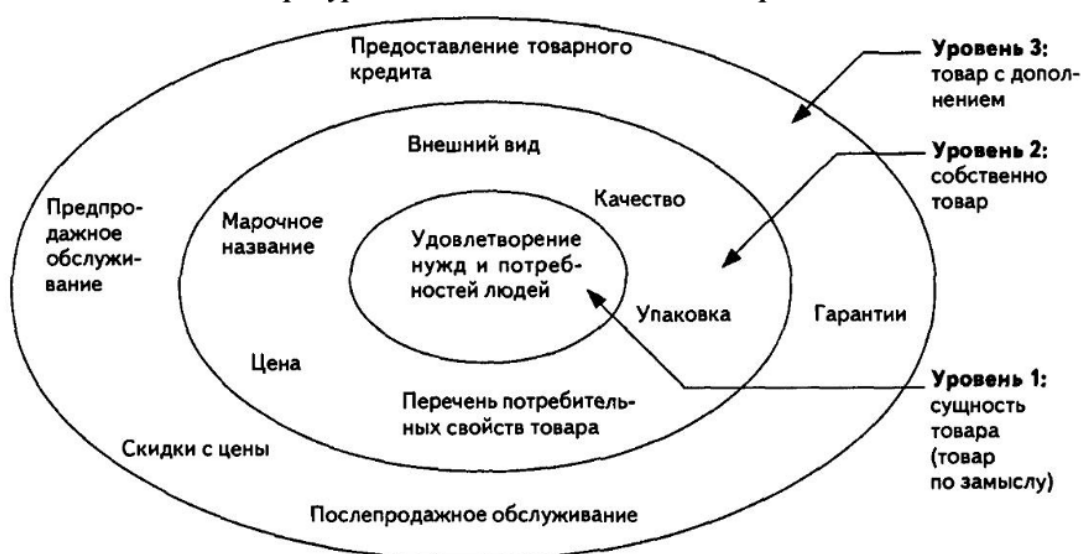 Предоставление товарного
кредита
Уровень 3:
товар с допол-
нением
Внешний вид
Уровень 2:
собственно
товар
Качество
Предпро-
дажное
обслужи-
вание
Марочное
название
Удовлетворение
нужд и потреб-
ностей людей
Упаковка
Гарантии
Цена
Перечень потребитель-
ных свойств товара
Уровень 1:
сущность
товара
(товар
по замыслу)
Скидки с цены
Послепродажное обслуживание